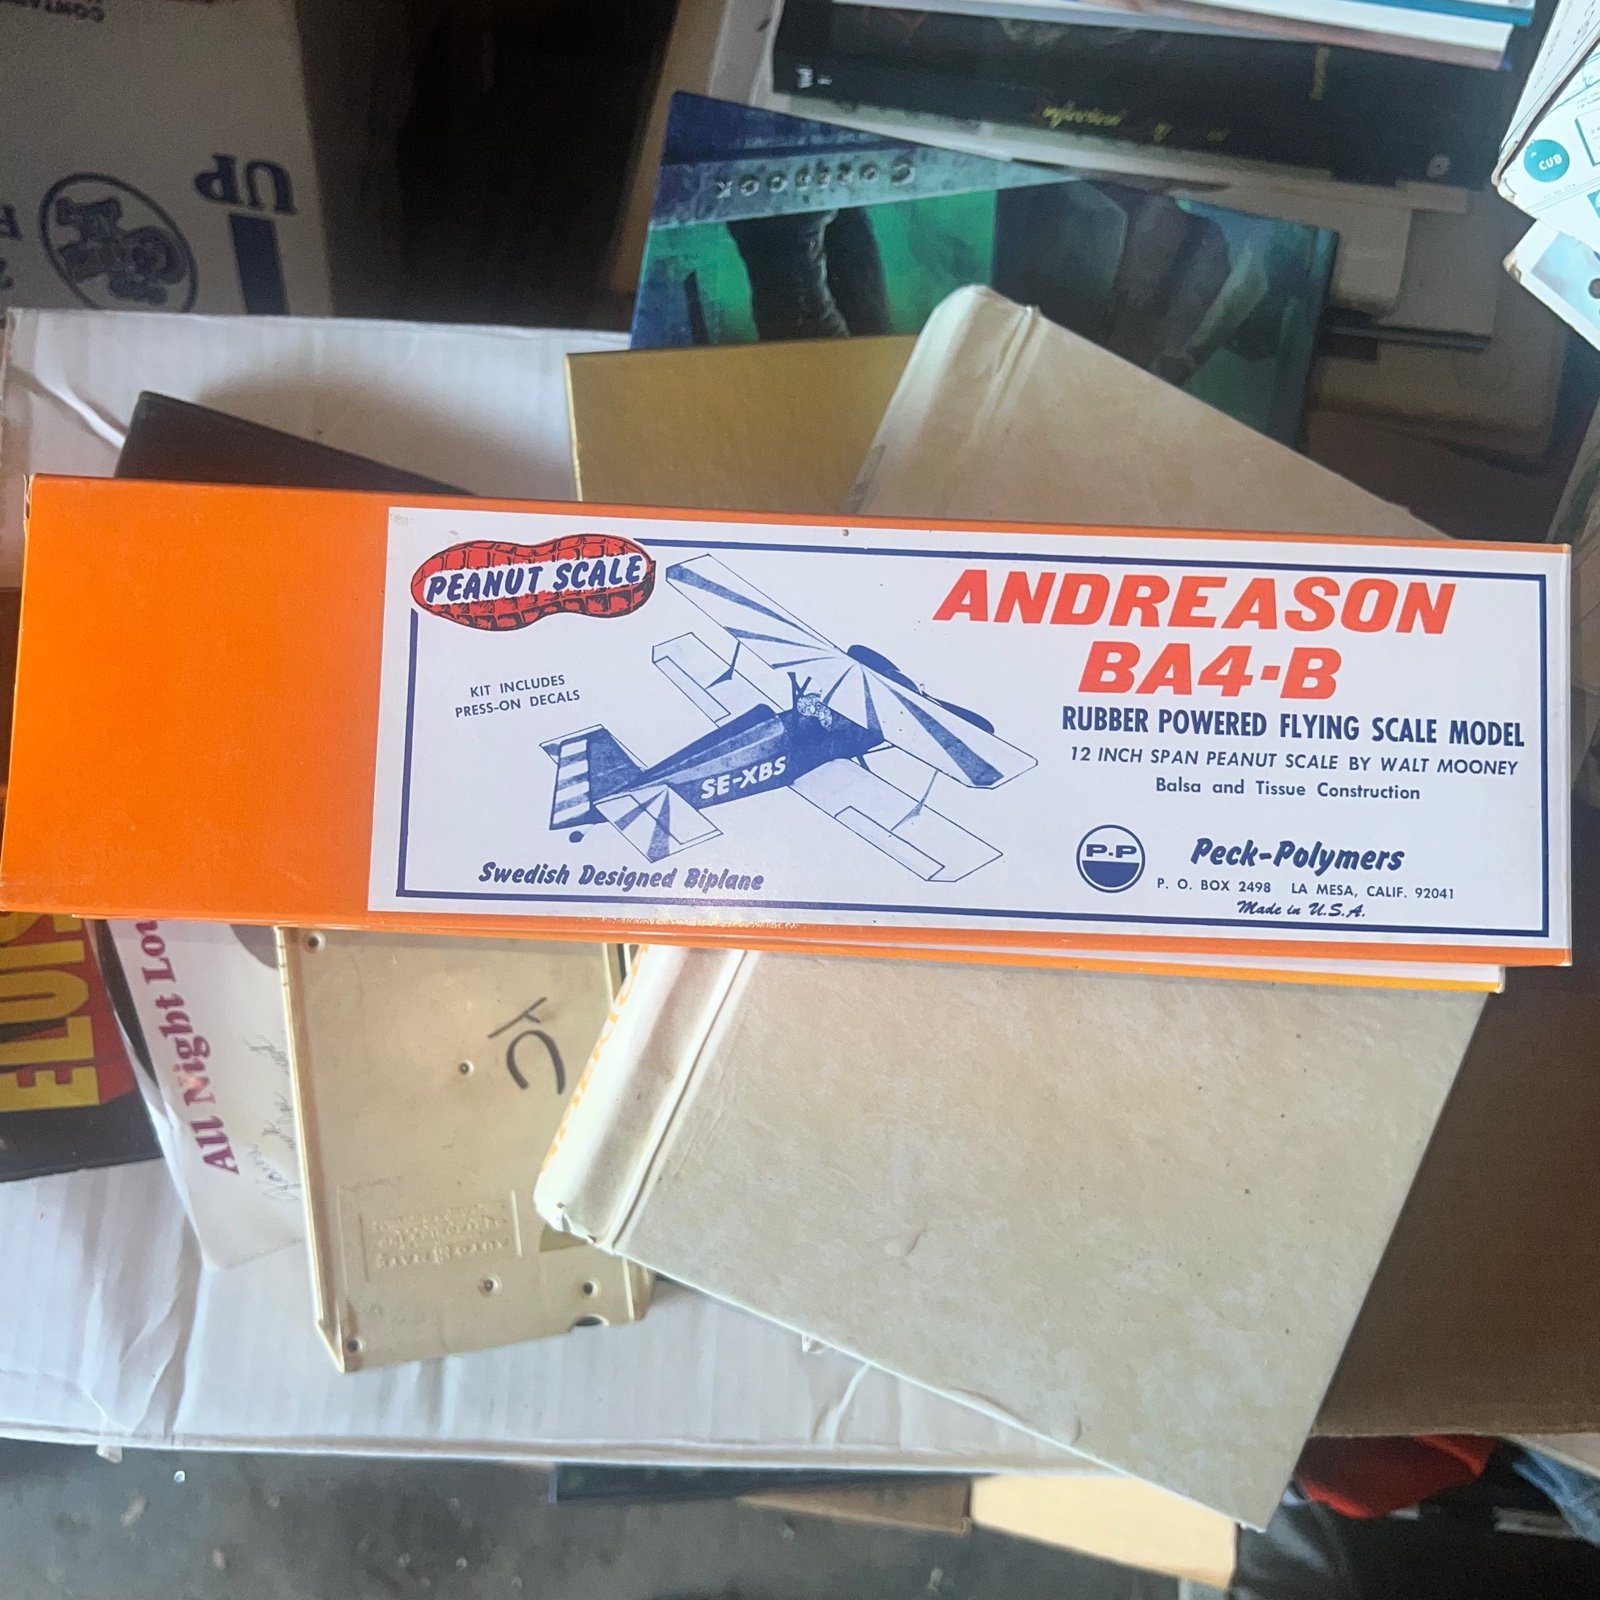 UP
COREBOOK
CUB
PEANUT SCALE
KIT INCLUDES
PRESS-ON DECALS
SE-XBS
Swedish Designed Biplane
ANDREASON
BA4-B
RUBBER POWERED FLYING SCALE MODEL
12 INCH SPAN PEANUT SCALE BY WALT MOONEY
Balsa and Tissue Construction
P-P
Peck-Polymers
P. O. BOX 2498 LA MESA, CALIF. 92041
Made in U.S.A.
All Night